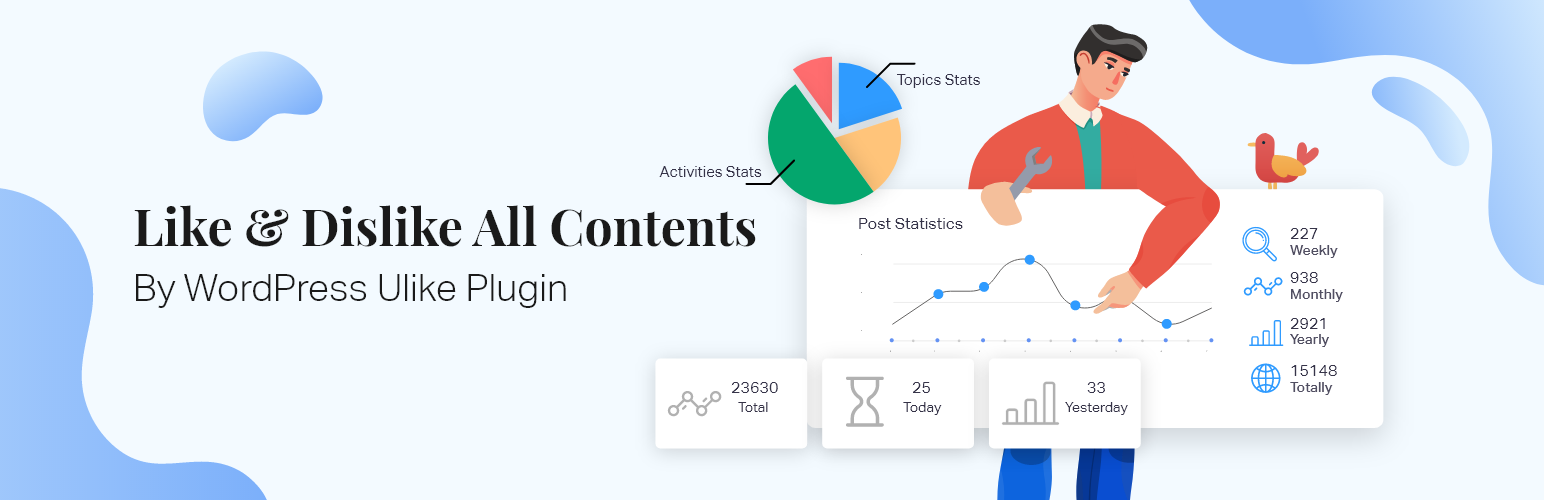 Like & Dislike All Contents
By WordPress Ulike Plugin
Topics Stats
Activities Stats
Post Statistics
227
Weekly
938
Monthly
2921
Yearly
15148
Totally
23630
Total
25
Today
33
Yesterday